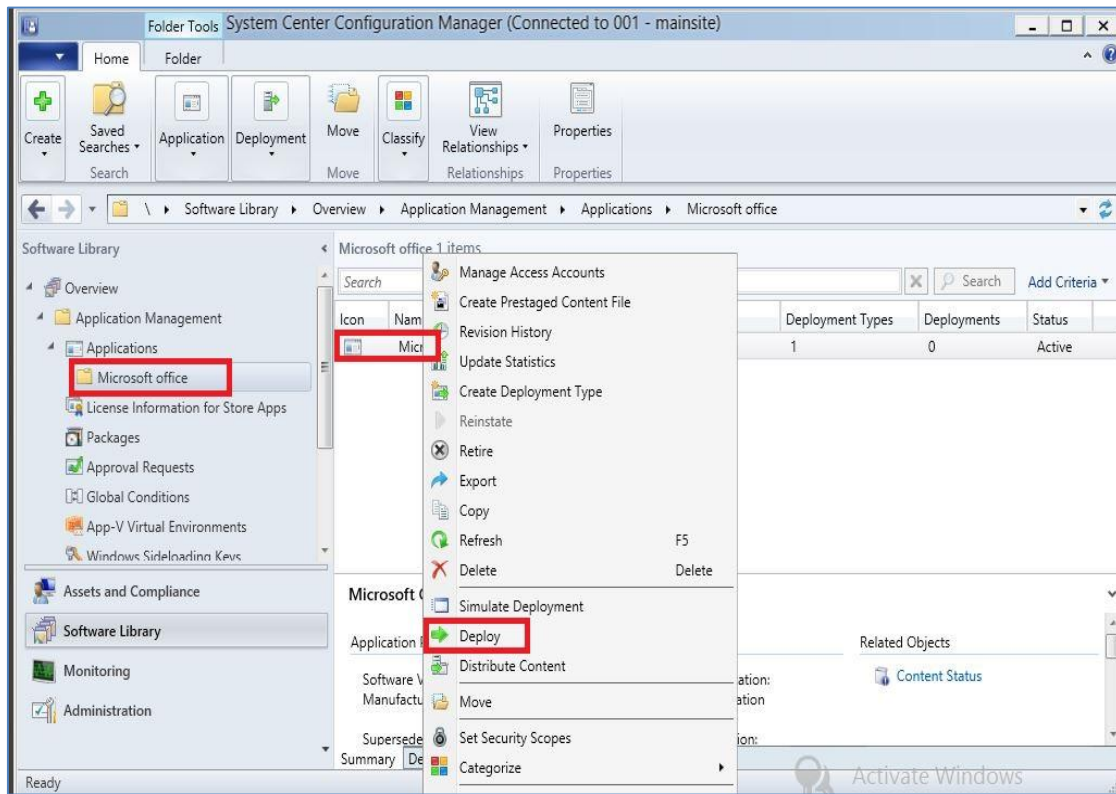 Folder Tools System Center Configuration Manager (Connected to 001 - mainsite)
Home Folder
Create Saved Searches Application Deployment Move Classify View Relationships Properties
Search Move Relationships Properties
\ Software Library Overview Application Management Applications Microsoft office
Software Library
Overview
Application Management
Applications
Microsoft office
License Information for Store Apps
Packages
Approval Requests
Global Conditions
App-V Virtual Environments
Windows Sideloading Keys
Assets and Compliance
Software Library
Monitoring
Administration
Microsoft office 1 items
Search Search Add Criteria
Icon Nam Deployment Types Deployments Status
Micr 1 0 Active
Manage Access Accounts
Create Prestaged Content File
Revision History
Update Statistics
Create Deployment Type
Reinstate
Retire
Export
Copy
Refresh F5
Delete Delete
Simulate Deployment
Deploy
Distribute Content
Move
Set Security Scopes
Categorize
Microsoft
Application
Related Objects
Software V ation:
Content Status
Manufactu ation
Supersede ion:
Summary De
Activate Windows
Ready